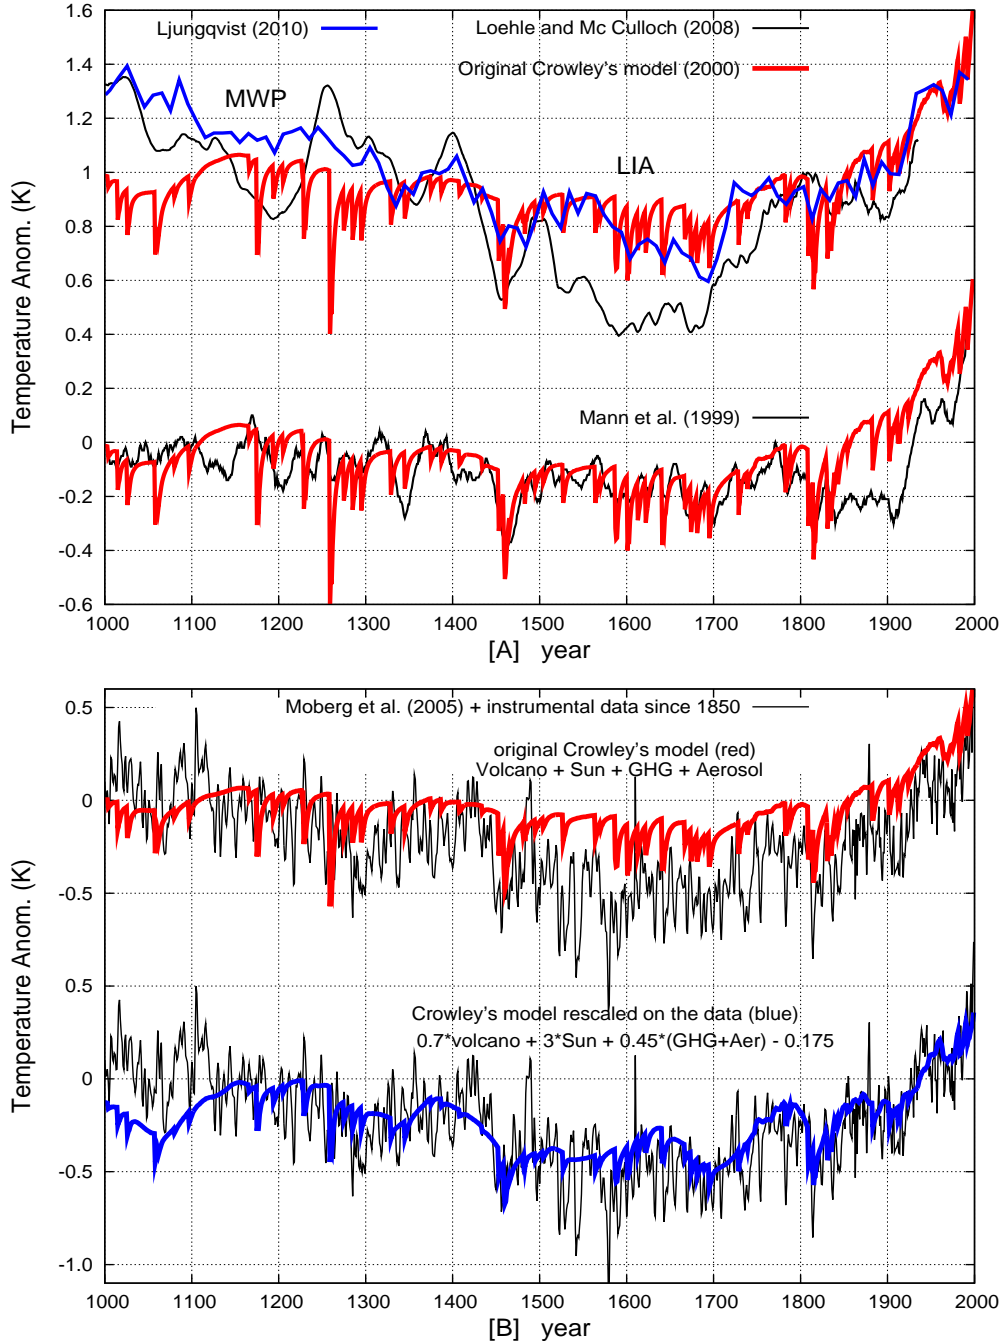 1.6
Ljungqvist (2010)
Loehle and Mc Culloch (2008)
1.4
Original Crowley's model (2000)
MWP
1.2
1
LIA
0.8
0.6
0.4
0.2
Mann et al. (1999)
0
-0.2
-0.4
-0.6
Temperature Anom. (K)
1000 1100 1200 1300 1400 1500 1600 1700 1800 1900 2000
[A] year
0.5
Moberg et al. (2005) + instrumental data since 1850
original Crowley's model (red)
Volcano + Sun + GHG + Aerosol
0
-0.5
Temperature Anom. (K)
0.5
Crowley's model rescaled on the data (blue)
0.7*volcano + 3*Sun + 0.45*(GHG+Aer) - 0.175
0
-0.5
-1.0
Temperature Anom. (K)
1000 1100 1200 1300 1400 1500 1600 1700 1800 1900 2000
[B] year